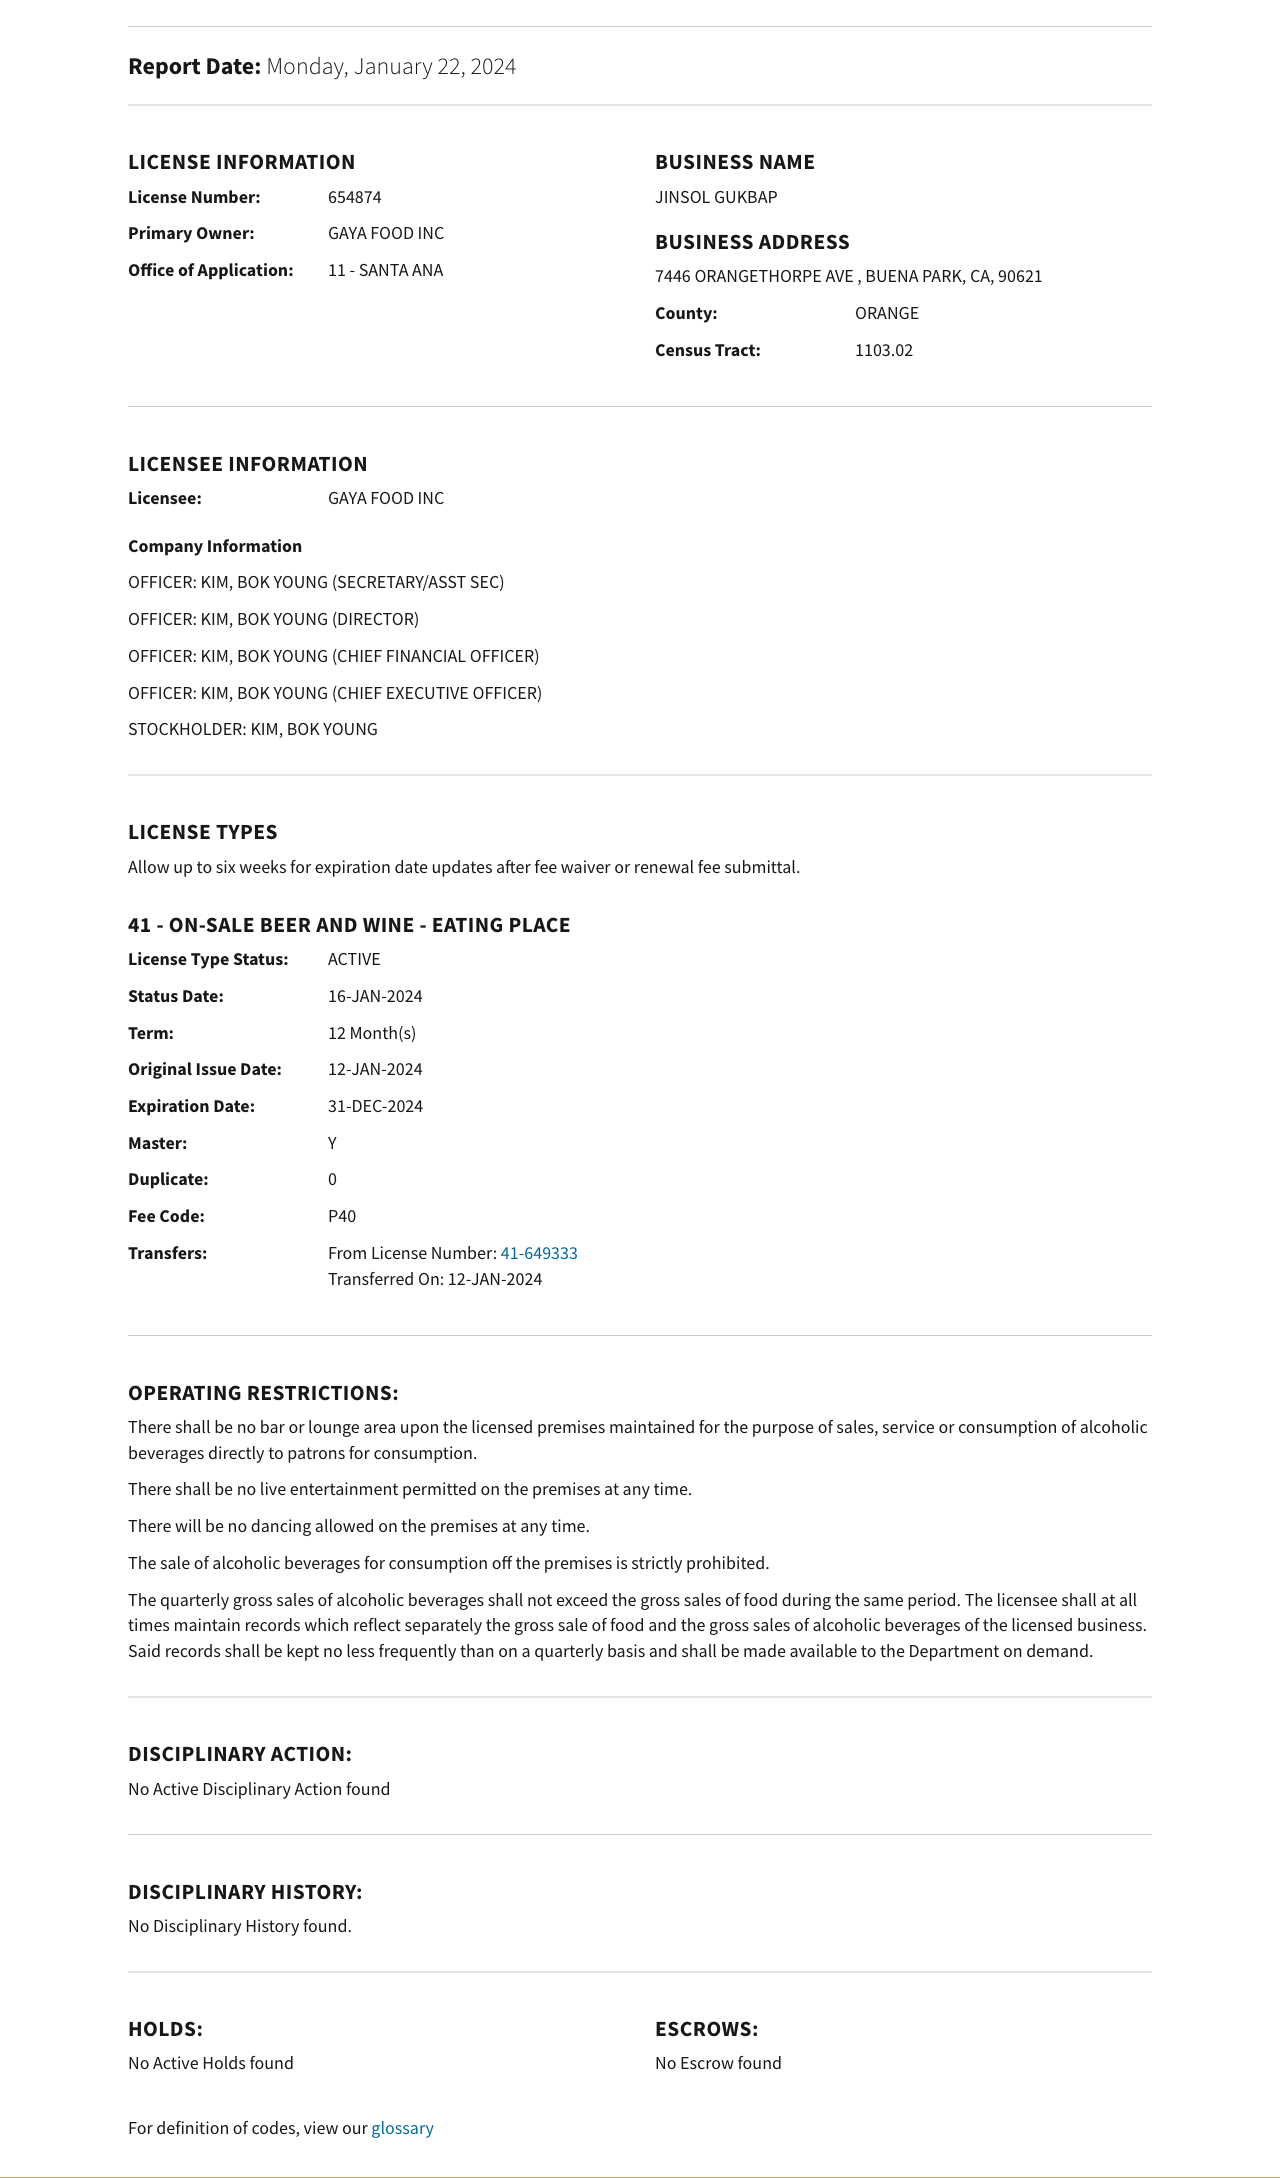 Report Date: Monday, January 22, 2024
LICENSE INFORMATION
License Number: 654874
Primary Owner: GAYA FOOD INC
Office of Application: 11 - SANTA ANA
BUSINESS NAME
JINSOL GUKBAP
BUSINESS ADDRESS
7446 ORANGETHORPE AVE , BUENA PARK, CA, 90621
County: ORANGE
Census Tract: 1103.02
LICENSEE INFORMATION
Licensee: GAYA FOOD INC
Company Information
OFFICER: KIM, BOK YOUNG (SECRETARY/ASST SEC)
OFFICER: KIM, BOK YOUNG (DIRECTOR)
OFFICER: KIM, BOK YOUNG (CHIEF FINANCIAL OFFICER)
OFFICER: KIM, BOK YOUNG (CHIEF EXECUTIVE OFFICER)
STOCKHOLDER: KIM, BOK YOUNG
LICENSE TYPES
Allow up to six weeks for expiration date updates after fee waiver or renewal fee submittal.
41 - ON-SALE BEER AND WINE - EATING PLACE
License Type Status: ACTIVE
Status Date: 16-JAN-2024
Term: 12 Month(s)
Original Issue Date: 12-JAN-2024
Expiration Date: 31-DEC-2024
Master: Y
Duplicate: 0
Fee Code: P40
Transfers: From License Number: 41-649333
Transferred On: 12-JAN-2024
OPERATING RESTRICTIONS:
There shall be no bar or lounge area upon the licensed premises maintained for the purpose of sales, service or consumption of alcoholic
beverages directly to patrons for consumption.
There shall be no live entertainment permitted on the premises at any time.
There will be no dancing allowed on the premises at any time.
The sale of alcoholic beverages for consumption off the premises is strictly prohibited.
The quarterly gross sales of alcoholic beverages shall not exceed the gross sales of food during the same period. The licensee shall at all
times maintain records which reflect separately the gross sale of food and the gross sales of alcoholic beverages of the licensed business.
Said records shall be kept no less frequently than on a quarterly basis and shall be made available to the Department on demand.
DISCIPLINARY ACTION:
No Active Disciplinary Action found
DISCIPLINARY HISTORY:
No Disciplinary History found.
HOLDS:
No Active Holds found
ESCROWS:
No Escrow found
For definition of codes, view our glossary